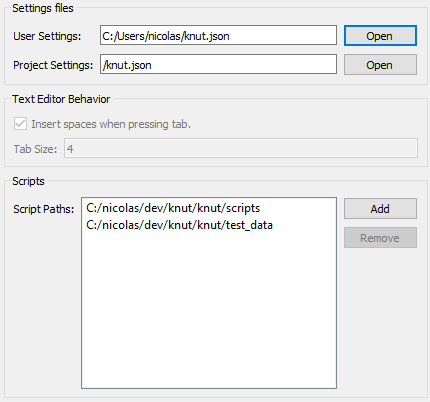 Settings files
User Settings: C:/Users/nicolas/knut.json Open
Project Settings: /knut.json Open
Text Editor Behavior
Insert spaces when pressing tab.
Tab Size: 4
Scripts
Script Paths: C:/nicolas/dev/knut/knut/scripts Add
C:/nicolas/dev/knut/knut/test_data
Remove